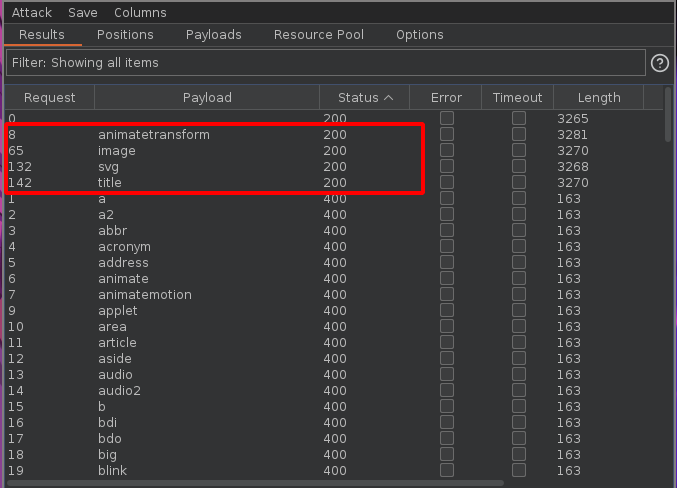 Attack Save Columns
Results Positions Payloads Resource Pool Options
Filter: Showing all items ?
Request Payload Status Error Timeout Length
0 200 3265
8 animatetransform 200 3281
65 image 200 3270
132 svg 200 3268
142 title 200 3270
1 a 400 163
2 a2 400 163
3 abbr 400 163
4 acronym 400 163
5 address 400 163
6 animate 400 163
7 animatemotion 400 163
9 applet 400 163
10 area 400 163
11 article 400 163
12 aside 400 163
13 audio 400 163
14 audio2 400 163
15 b 400 163
16 bdi 400 163
17 bdo 400 163
18 big 400 163
19 blink 400 163